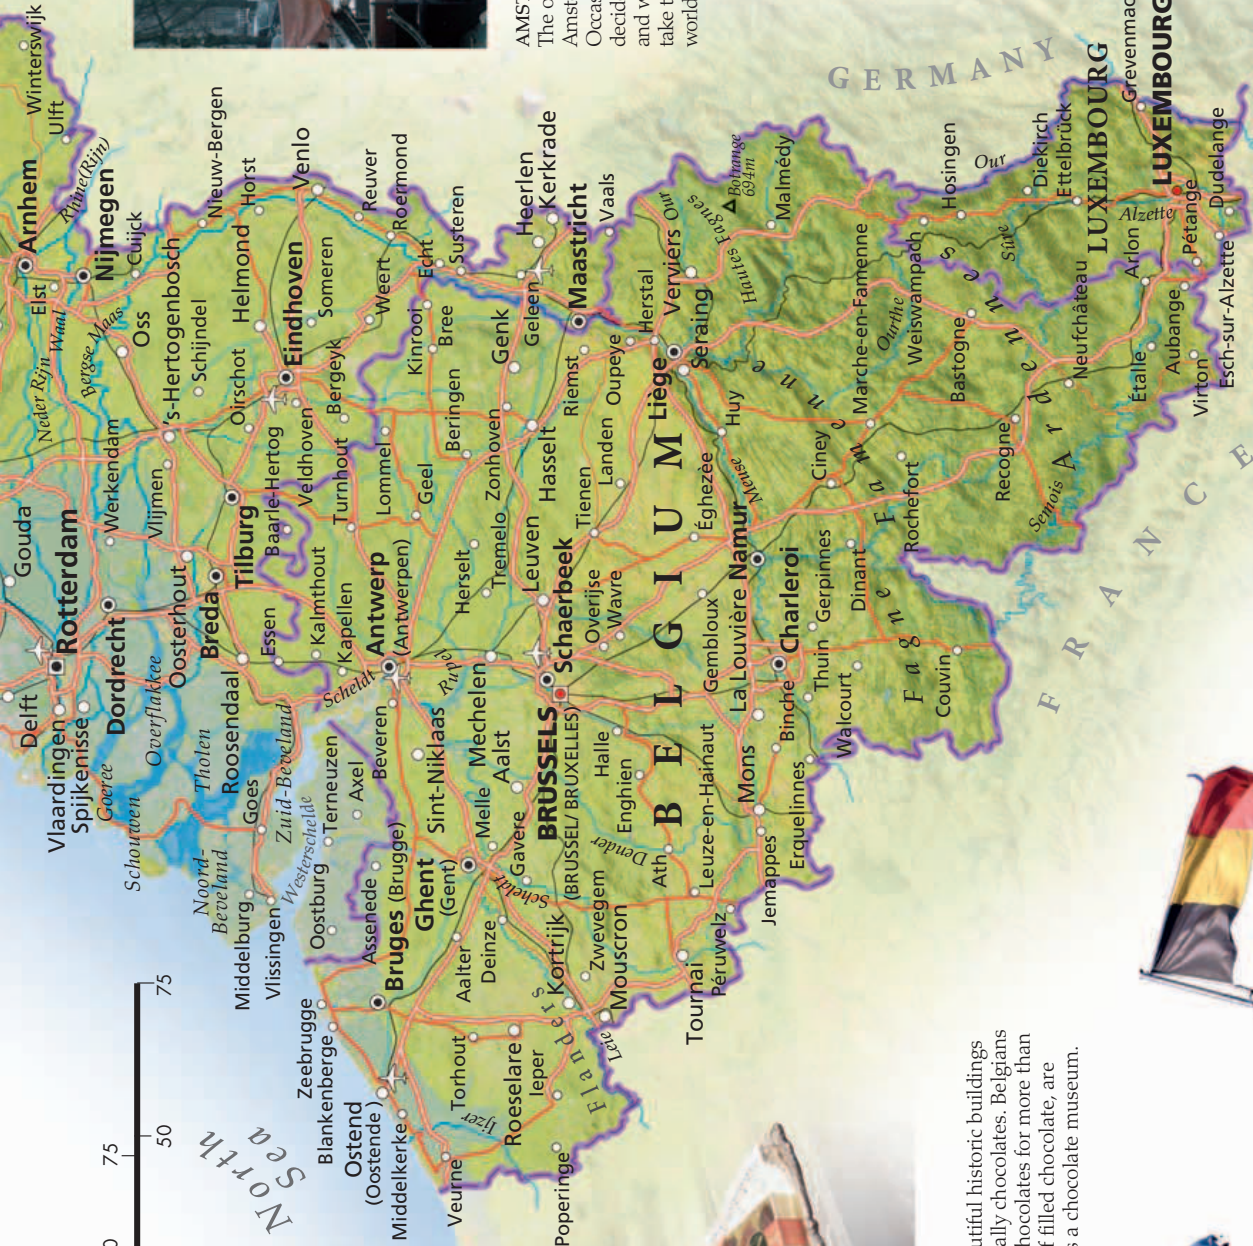 AMST
The o
Amst
Occas
decid
and w
take t
world
Winterswijk
Ulft
Arnhem
Rhine(Rijn)
Nijmegen
Cuijck
Nieuw-Bergen
Horst
Venlo
Reuver
Roermond
Echt
Susteren
Heerlen
Kerkrade
Maastricht
Vaals
Elst
Neder Rijn
Waal
Bergse Maas
Oss
's-Hertogenbosch
Schijndel
Helmond
Eindhoven
Someren
Weert
Oirschot
Bergeyk
Kinrooi
Bree
Genk
Geleen
Gouda
Werkendam
Vlijmen
Tilburg
Baarle-Hertog
Veldhoven
Turnhout
Lommel
Geel
Beringen
Zonhoven
Hasselt
Riemst
Oupeye
Herstal
Landen
Tienen
Rotterdam
Delft
Vlaardingen
Spijkenisse
Dordrecht
Goeree
Overflakkee
Oosterhout
Breda
Roosendaal
Essen
Kalmthout
Kapellen
Antwerp
(Antwerpen)
Herselt
Tremelo
Leuven
Schaerbeek
Overijse
Wavre
Schouwen
Tholen
Noord-
Beveland
Goes
Zuid-Beveland
Westerschelde
Middelburg
Vlissingen
Oostburg
Terneuzen
Axel
Beveren
Scheldt
Rupel
Sint-Niklaas
Mechelen
Aalst
BRUSSELS
(BRUSSEL/ BRUXELLES)
Halle
Enghien
Dender
Melle
Gavere
Scheldt
Ghent
(Gent)
Assenede
Bruges (Brugge)
Aalter
Deinze
Kortrijk
Zwevegem
Mouscron
Tournai
Péruwelz
Ath
Leuze-en-Hainaut
Jemappes
Mons
Erquelinnes
Binche
La Louvière
Gembloux
Namur
Éghezèe
Charleroi
Gerpinnes
Thuin
Walcourt
Dinant
Couvin
Fagne
BELGIUM
Liège
Seraing
Verviers
Our
Hautes Fagnes
Botrange
694m
Malmédy
Huy
Meuse
Ciney
Famenne
Rochefort
Marche-en-Famenne
Ourthe
Weiswampach
Bastogne
Recogne
Semois
Ardennes
Neufchâteau
Étalle
Virton
Aubange
Arlon
Pétange
Esch-sur-Alzette
Dudelange
Alzette
LUXEMBOURG
LUXEMBOURG
Grevenmac
Hosingen
Our
Diekirch
Ettelbrück
Sûre
GERMANY
FRANCE
North
Sea
Zeebrugge
Blankenberge
Ostend
(Oostende )
Middelkerke
Veurne
Ijzer
Torhout
Roeselare
Ieper
Poperinge
Flanders
Leie
75
50
75
utiful historic buildings
ally chocolates. Belgians
hocolates for more than
f filled chocolate, are
s a chocolate museum.